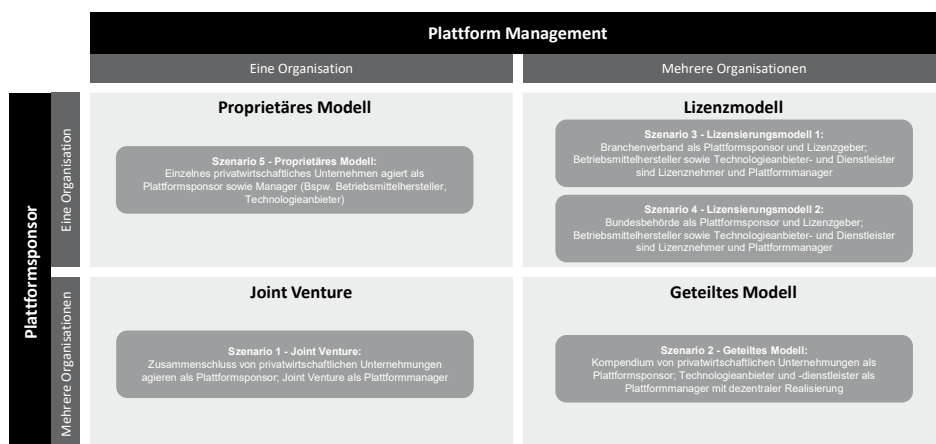 Plattform Management
Eine Organisation
Mehrere Organisationen
Plattformsponsor
Eine Organisation
Proprietäres Modell
Szenario 5 - Proprietäres Modell:
Einzelnes privatwirtschaftliches Unternehmen agiert als
Plattformsponsor sowie Manager (Bspw. Betriebsmittelhersteller,
Technologieanbieter)
Lizenzmodell
Szenario 3 - Lizensierungsmodell 1:
Branchenverband als Plattformsponsor und Lizenzgeber;
Betriebsmittelhersteller sowie Technologieanbieter- und Dienstleister
sind Lizenznehmer und Plattformmanager
Szenario 4 - Lizensierungsmodell 2:
Bundesbehörde als Plattformsponsor und Lizenzgeber;
Betriebsmittelhersteller sowie Technologieanbieter- und Dienstleister
sind Lizenznehmer und Plattformmanager
Mehrere Organisationen
Joint Venture
Szenario 1 - Joint Venture:
Zusammenschluss von privatwirtschaftlichen Unternehmungen
agieren als Plattformsponsor; Joint Venture als Plattformmanager
Geteiltes Modell
Szenario 2 - Geteiltes Modell:
Kompendium von privatwirtschaftlichen Unternehmungen als
Plattformsponsor; Technologieanbieter und -dienstleister als
Plattformmanager mit dezentraler Realisierung